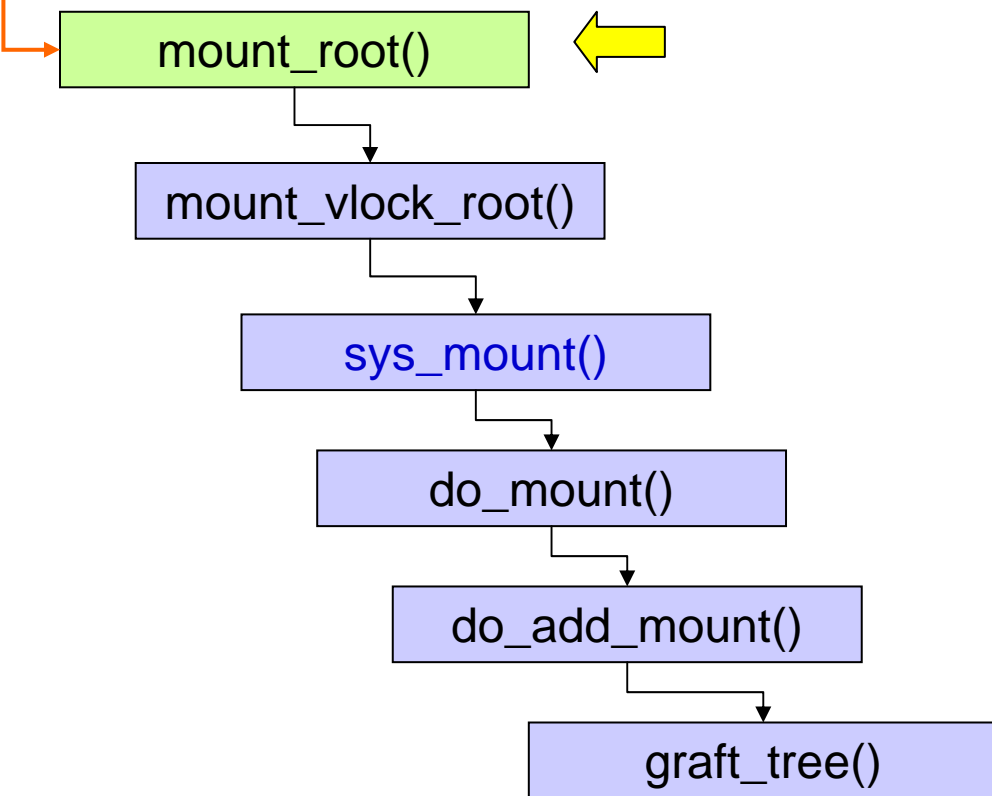 mount_root()
mount_vlock_root()
sys_mount()
do_mount()
do_add_mount()
graft_tree()